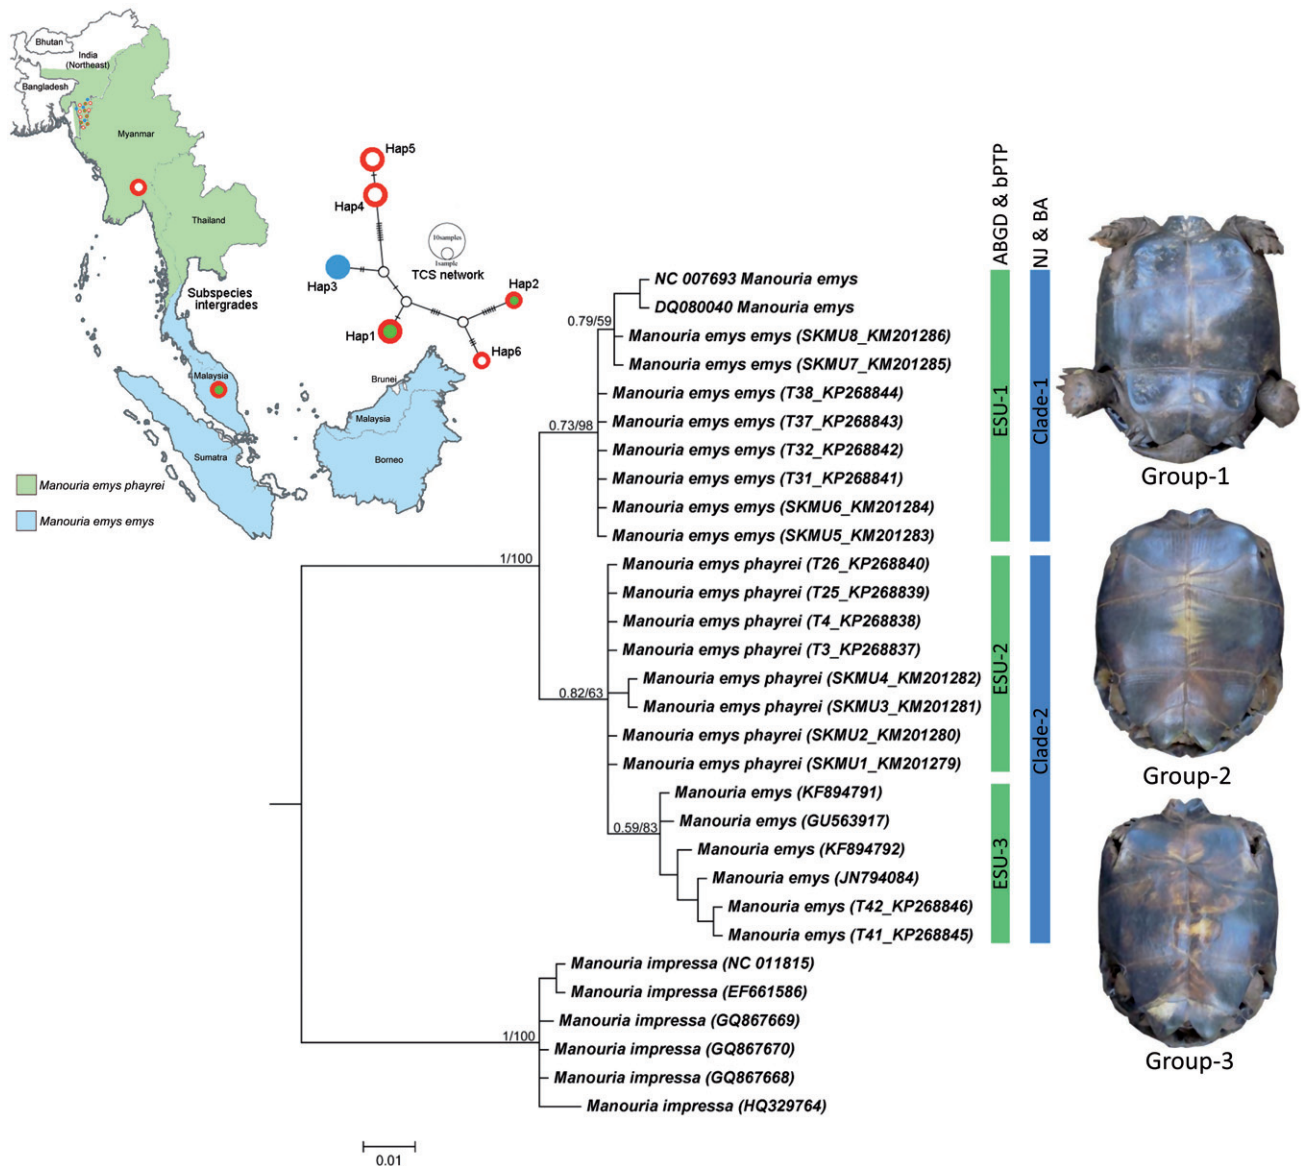 Bhutan
India
(Northeast)
Bangladesh
Myanmar
Thailand
Subspecies
intergrades
Malaysia
Sumatra
Brunei
Malaysia
Borneo
Manouria emys phayrei
Manouria emys emys
Hap5
Hap4
10samples
1sample
TCS network
Hap3
Hap2
Hap1
Hap6
ABGD & bPTP
NJ & BA
NC 007693 Manouria emys
DQ080040 Manouria emys
0.79/59
Manouria emys emys (SKMU8_KM201286)
Manouria emys emys (SKMU7_KM201285)
Manouria emys emys (T38_KP268844)
0.73/98
Manouria emys emys (T37_KP268843)
Manouria emys emys (T32_KP268842)
Manouria emys emys (T31_KP268841)
Manouria emys emys (SKMU6_KM201284)
Manouria emys emys (SKMU5_KM201283)
1/100
Manouria emys phayrei (T26_KP268840)
Manouria emys phayrei (T25_KP268839)
Manouria emys phayrei (T4_KP268838)
Manouria emys phayrei (T3_KP268837)
Manouria emys phayrei (SKMU4_KM201282)
0.82/63
Manouria emys phayrei (SKMU3_KM201281)
Manouria emys phayrei (SKMU2_KM201280)
Manouria emys phayrei (SKMU1_KM201279)
Manouria emys (KF894791)
0.59/83
Manouria emys (GU563917)
Manouria emys (KF894792)
Manouria emys (JN794084)
Manouria emys (T42_KP268846)
Manouria emys (T41_KP268845)
Manouria impressa (NC 011815)
Manouria impressa (EF661586)
Manouria impressa (GQ867669)
1/100
Manouria impressa (GQ867670)
Manouria impressa (GQ867668)
Manouria impressa (HQ329764)
0.01
ESU-1
ESU-2
ESU-3
Clade-1
Clade-2
Group-1
Group-2
Group-3